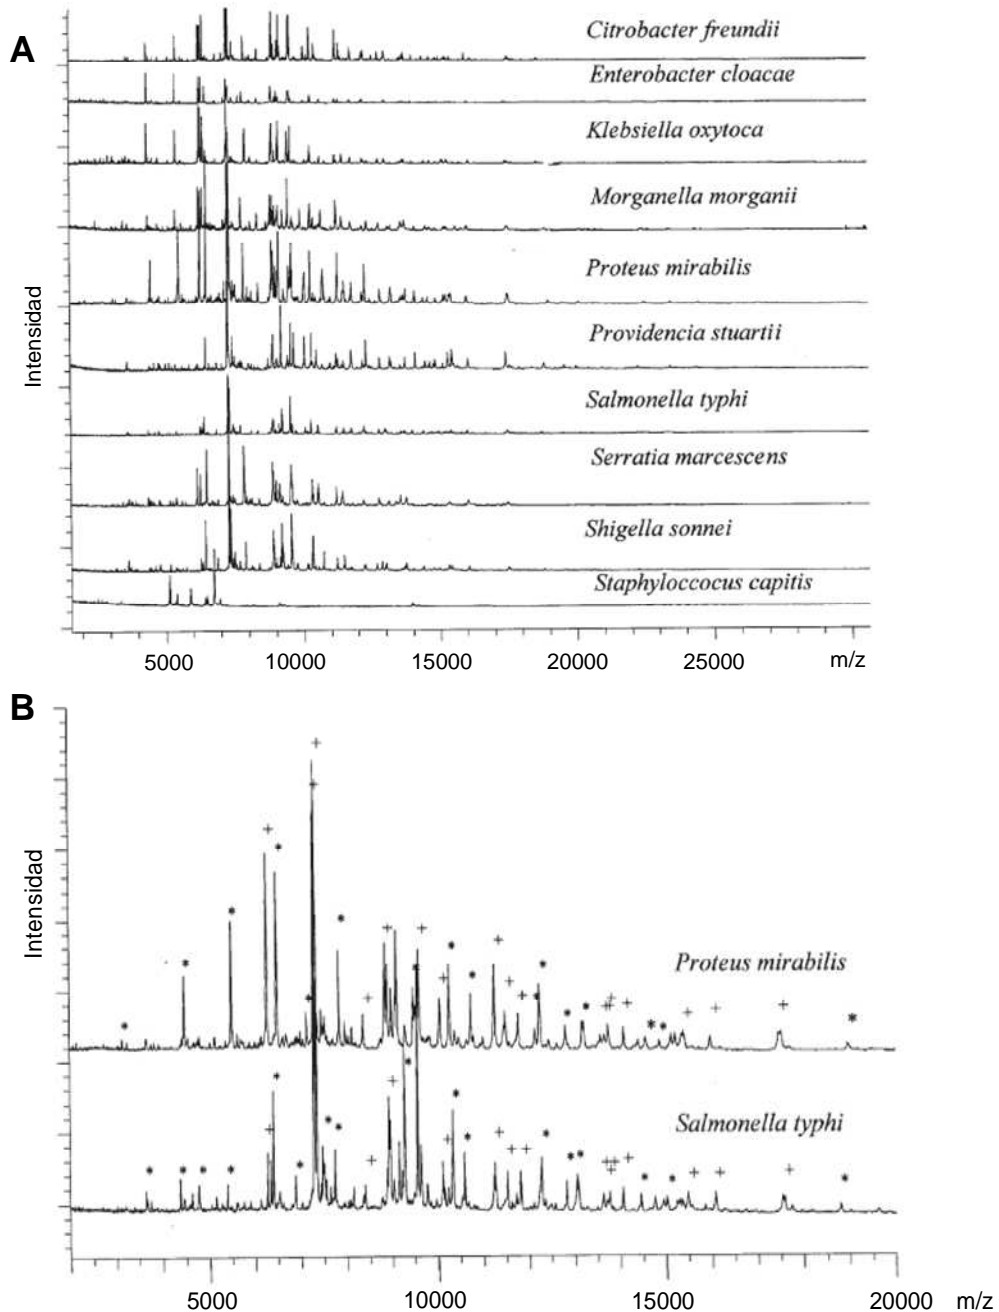 A
Citrobacter freundii
Enterobacter cloacae
Klebsiella oxytoca
Morganella morganii
Proteus mirabilis
Providencia stuartii
Salmonella typhi
Serratia marcescens
Shigella sonnei
Staphyloccocus capitis
Intensidad
5000 10000 15000 20000 25000 m/z
B
Intensidad
Proteus mirabilis
Salmonella typhi
5000 10000 15000 20000 m/z